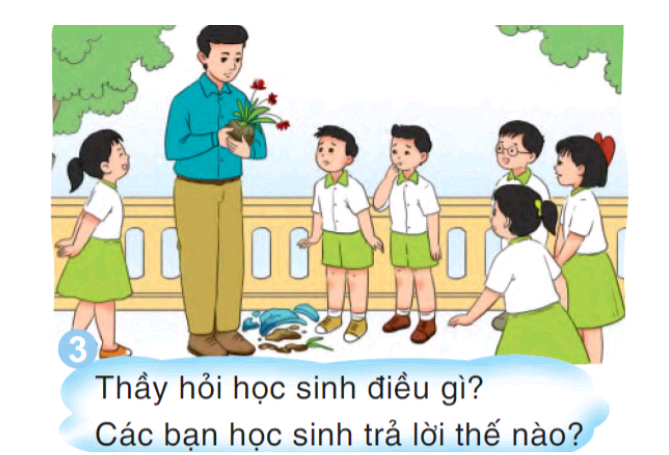 3
Thầy hỏi học sinh điều gì?
Các bạn học sinh trả lời thế nào?